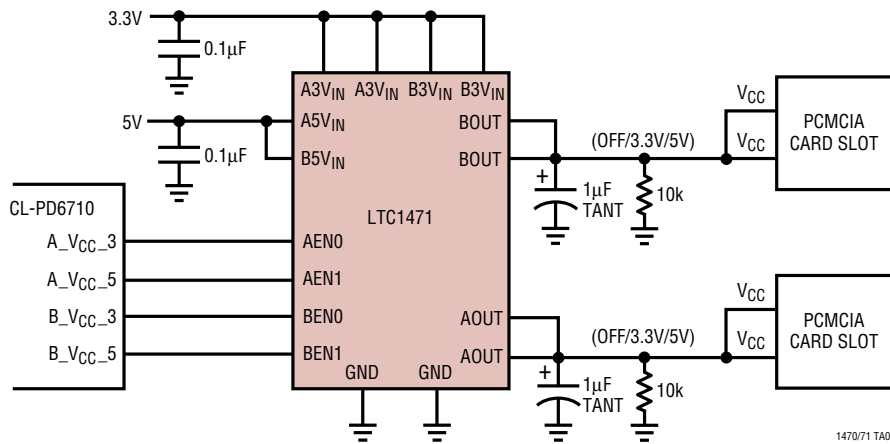 3.3V
0.1µF
A3VIN A3VIN B3VIN B3VIN
5V
A5VIN
0.1µF
B5VIN
BOUT
BOUT
(OFF/3.3V/5V)
VCC
VCC
PCMCIA
CARD SLOT
+
1µF
TANT
10k
LTC1471
CL-PD6710
A_VCC_3
A_VCC_5
B_VCC_3
B_VCC_5
AEN0
AEN1
BEN0
BEN1
GND
GND
AOUT
AOUT
(OFF/3.3V/5V)
VCC
VCC
PCMCIA
CARD SLOT
+
1µF
TANT
10k
1470/71 TA0